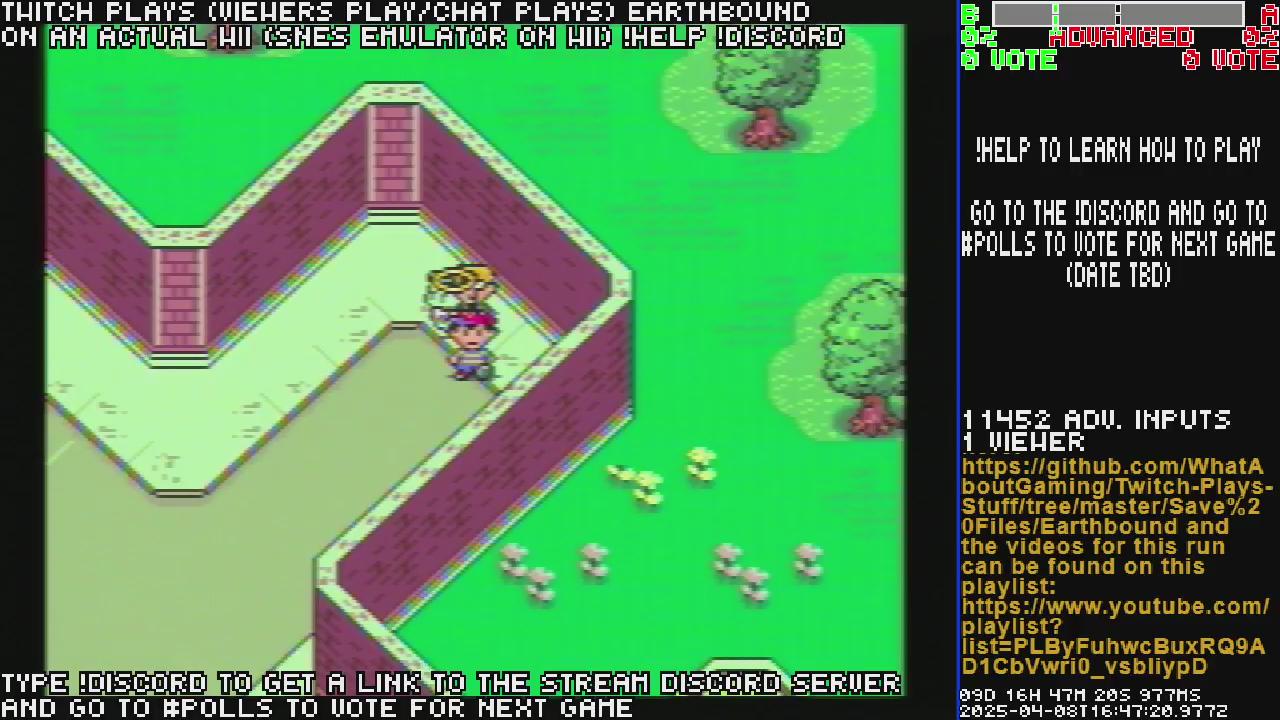 TWITCH PLAYS (VIEWERS PLAY/CHAT PLAYS) EARTHBOUND
ON AN ACTUAL WII (SNES EMULATOR ON WII) !HELP !DISCORD
B A
0% ADVANCED 0%
0 VOTE 0 VOTE
!HELP TO LEARN HOW TO PLAY
GO TO THE !DISCORD AND GO TO
#POLLS TO VOTE FOR NEXT GAME
(DATE TBD)
11452 ADV. INPUTS
1 VIEWER
https://github.com/WhatA
boutGaming/Twitch-Plays-
Stuff/tree/master/Save%2
0Files/Earthbound and
the videos for this run
can be found on this
playlist:
https://www.youtube.com/
playlist?
list=PLByFuhwcBuxRQ9A
D1CbVwri0_vsbliypD
09D 16H 47M 20S 977MS
2025-04-08T16:47:20.977Z
TYPE !DISCORD TO GET A LINK TO THE STREAM DISCORD SERVER
AND GO TO #POLLS TO VOTE FOR NEXT GAME